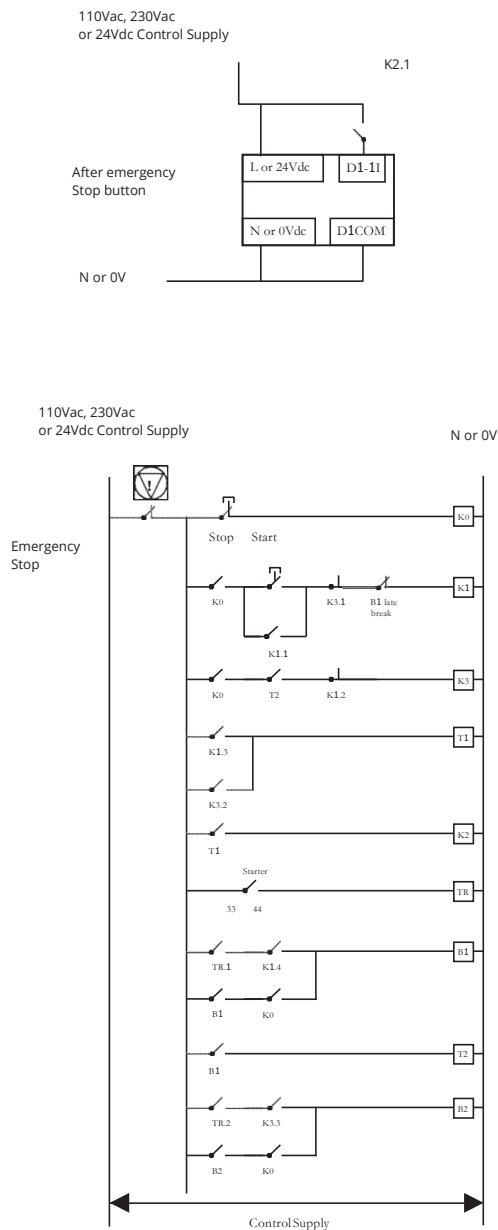 110Vac, 230Vac
or 24Vdc Control Supply
K2.1
After emergency
Stop button
L or 24Vdc
D1-1I
N or 0Vdc
D1COM
N or 0V
110Vac, 230Vac
or 24Vdc Control Supply
N or 0V
!
Emergency
Stop
K0
Stop Start
K1
K0
K3.1
B1 late
break
K1.1
K3
K0
T2
K1.2
T1
K1.3
K3.2
K2
T1
Starter
TR
33 44
B1
TR.1
K1.4
B1
K0
T2
B1
B2
TR.2
K3.3
B2
K0
Control Supply